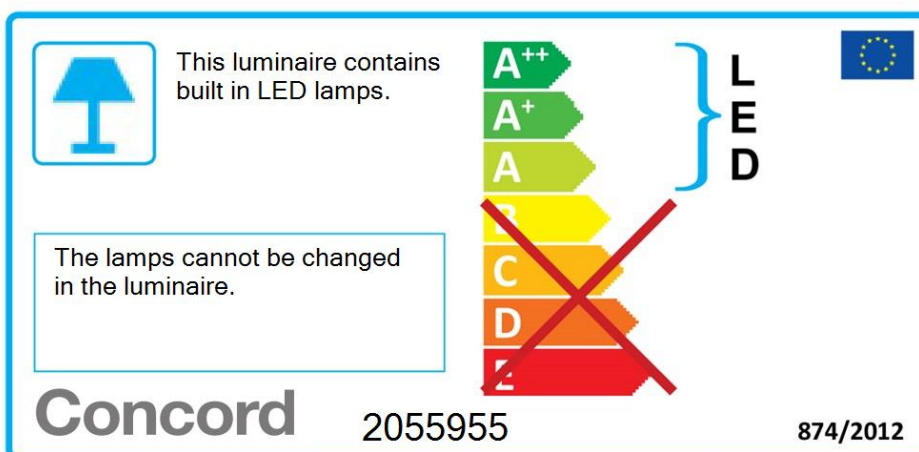 This luminaire contains
built in LED lamps.
A++
A+
A
B
C
D
E
L
E
D
The lamps cannot be changed
in the luminaire.
Concord
2055955
874/2012